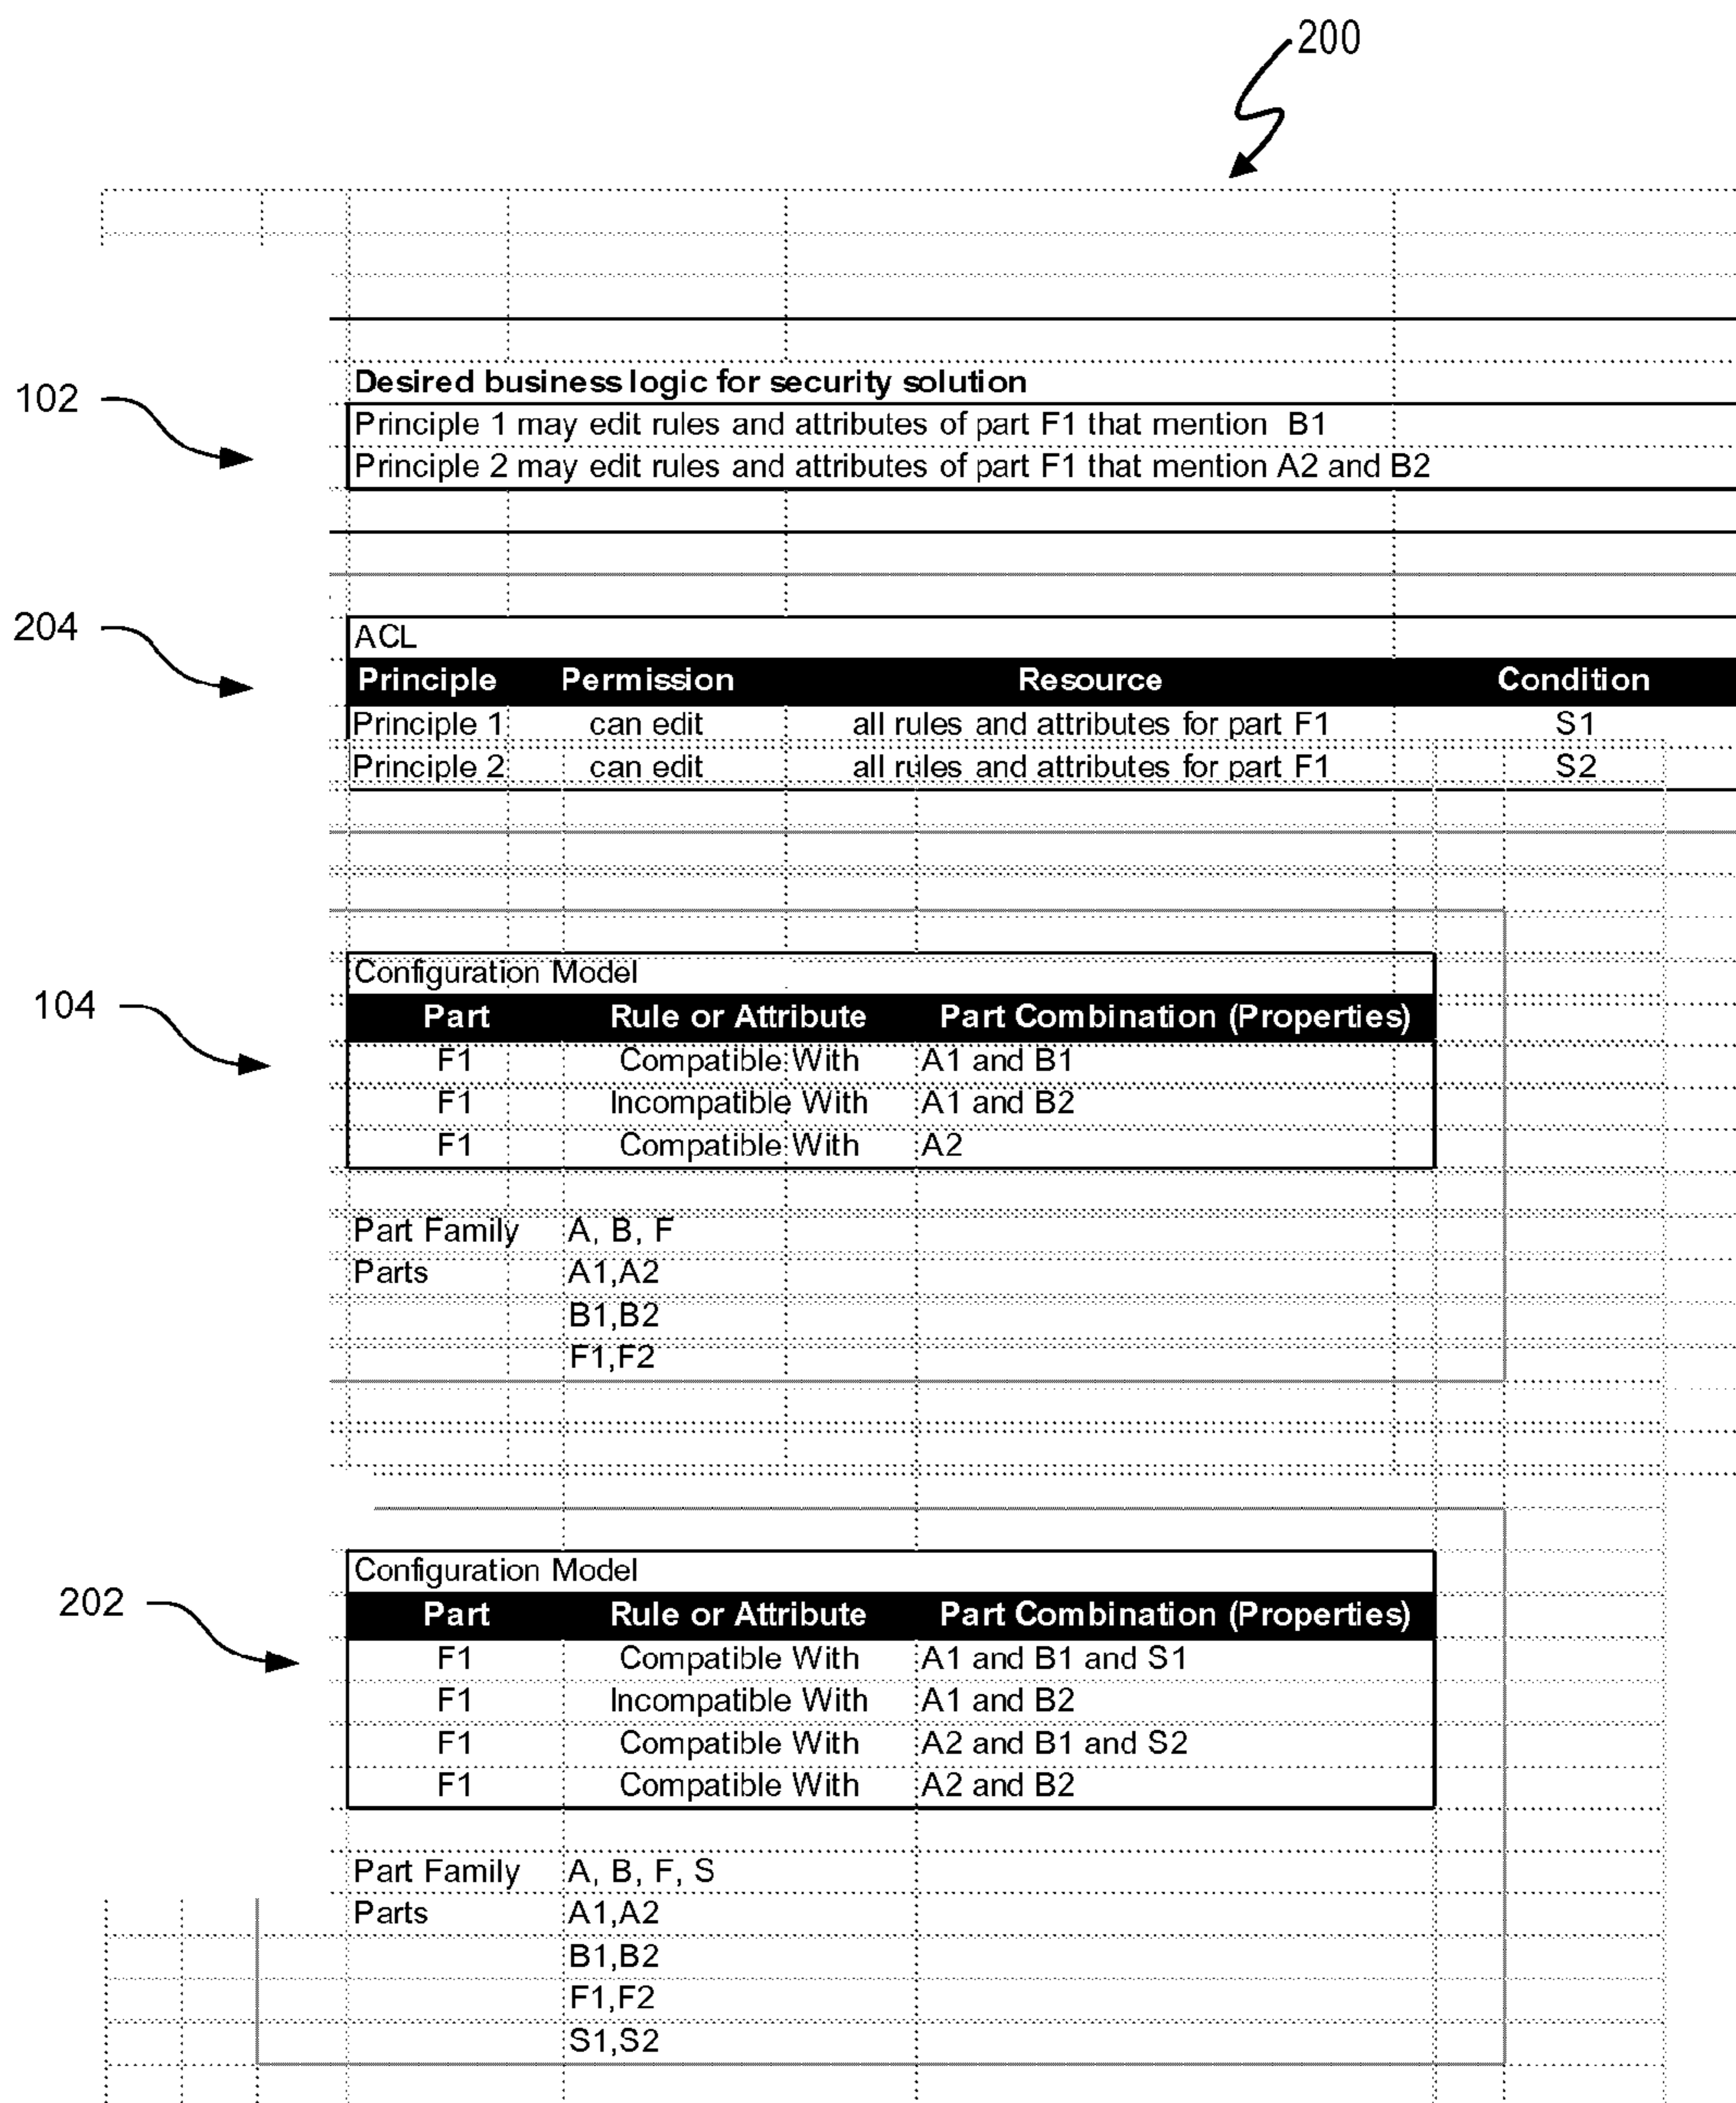 200
102
Desired business logic for security solution
Principle 1 may edit rules and attributes of part F1 that mention B1
Principle 2 may edit rules and attributes of part F1 that mention A2 and B2
204
ACL
Principle Permission Resource Condition
Principle 1 can edit all rules and attributes for part F1 S1
Principle 2 can edit all rules and attributes for part F1 S2
104
Configuration Model
Part Rule or Attribute Part Combination (Properties)
F1 Compatible With A1 and B1
F1 Incompatible With A1 and B2
F1 Compatible With A2
Part Family A, B, F
Parts A1,A2
B1,B2
F1,F2
202
Configuration Model
Part Rule or Attribute Part Combination (Properties)
F1 Compatible With A1 and B1 and S1
F1 Incompatible With A1 and B2
F1 Compatible With A2 and B1 and S2
F1 Compatible With A2 and B2
Part Family A, B, F, S
Parts A1,A2
B1,B2
F1,F2
S1,S2